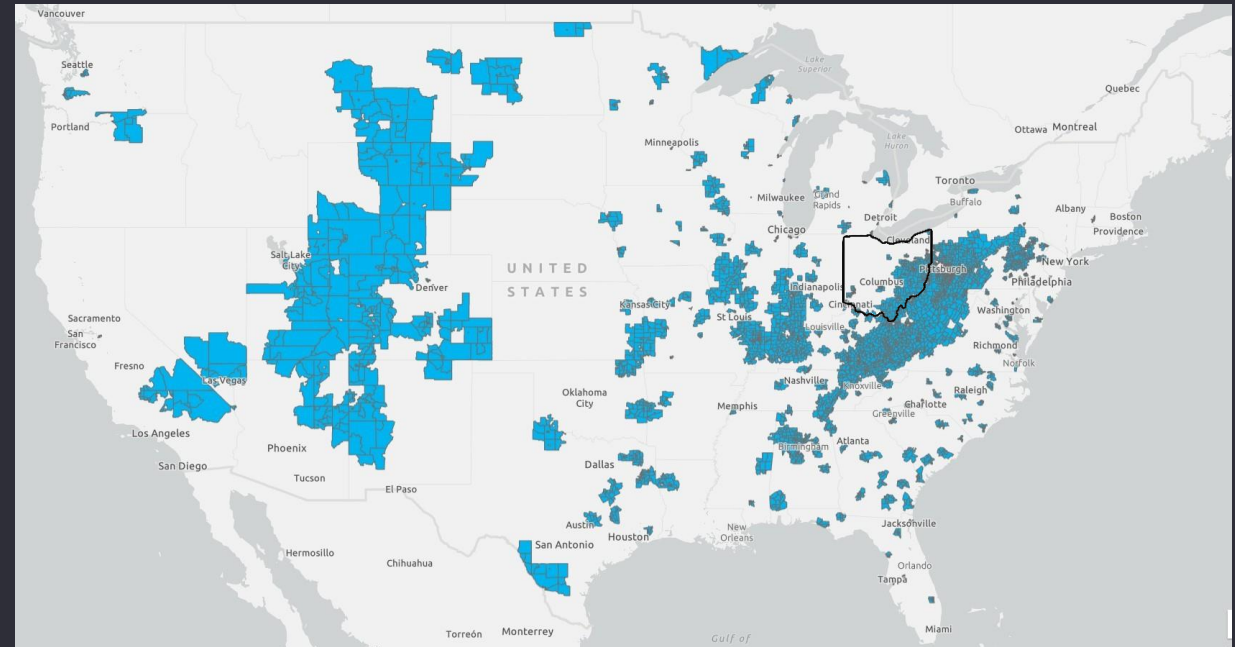 Vancouver
Seattle
Portland
Sacramento
San
Francisco
Fresno
Las Vegas
Los Angeles
San Diego
Phoenix
Tucson
El Paso
Hermosillo
Chihuahua
Torreón
Monterrey
Salt Lake
City
Denver
UNITED
STATES
Kansas City
Oklahoma
City
Dallas
Austin
San Antonio
Houston
New
Orleans
Memphis
Nashville
Minneapolis
Milwaukee
Chicago
Grand
Rapids
Detroit
Lake
Superior
Lake
Huron
Toronto
Buffalo
Ottawa
Montreal
Quebec
Albany
Boston
Providence
New York
Philadelphia
Cleveland
Pittsburgh
Columbus
Indianapolis
Cincinnati
Louisville
St Louis
Washington
Richmond
Norfolk
Raleigh
Charlotte
Greenville
Knoxville
Birmingham
Atlanta
Jacksonville
Orlando
Tampa
Miami
Gulf of